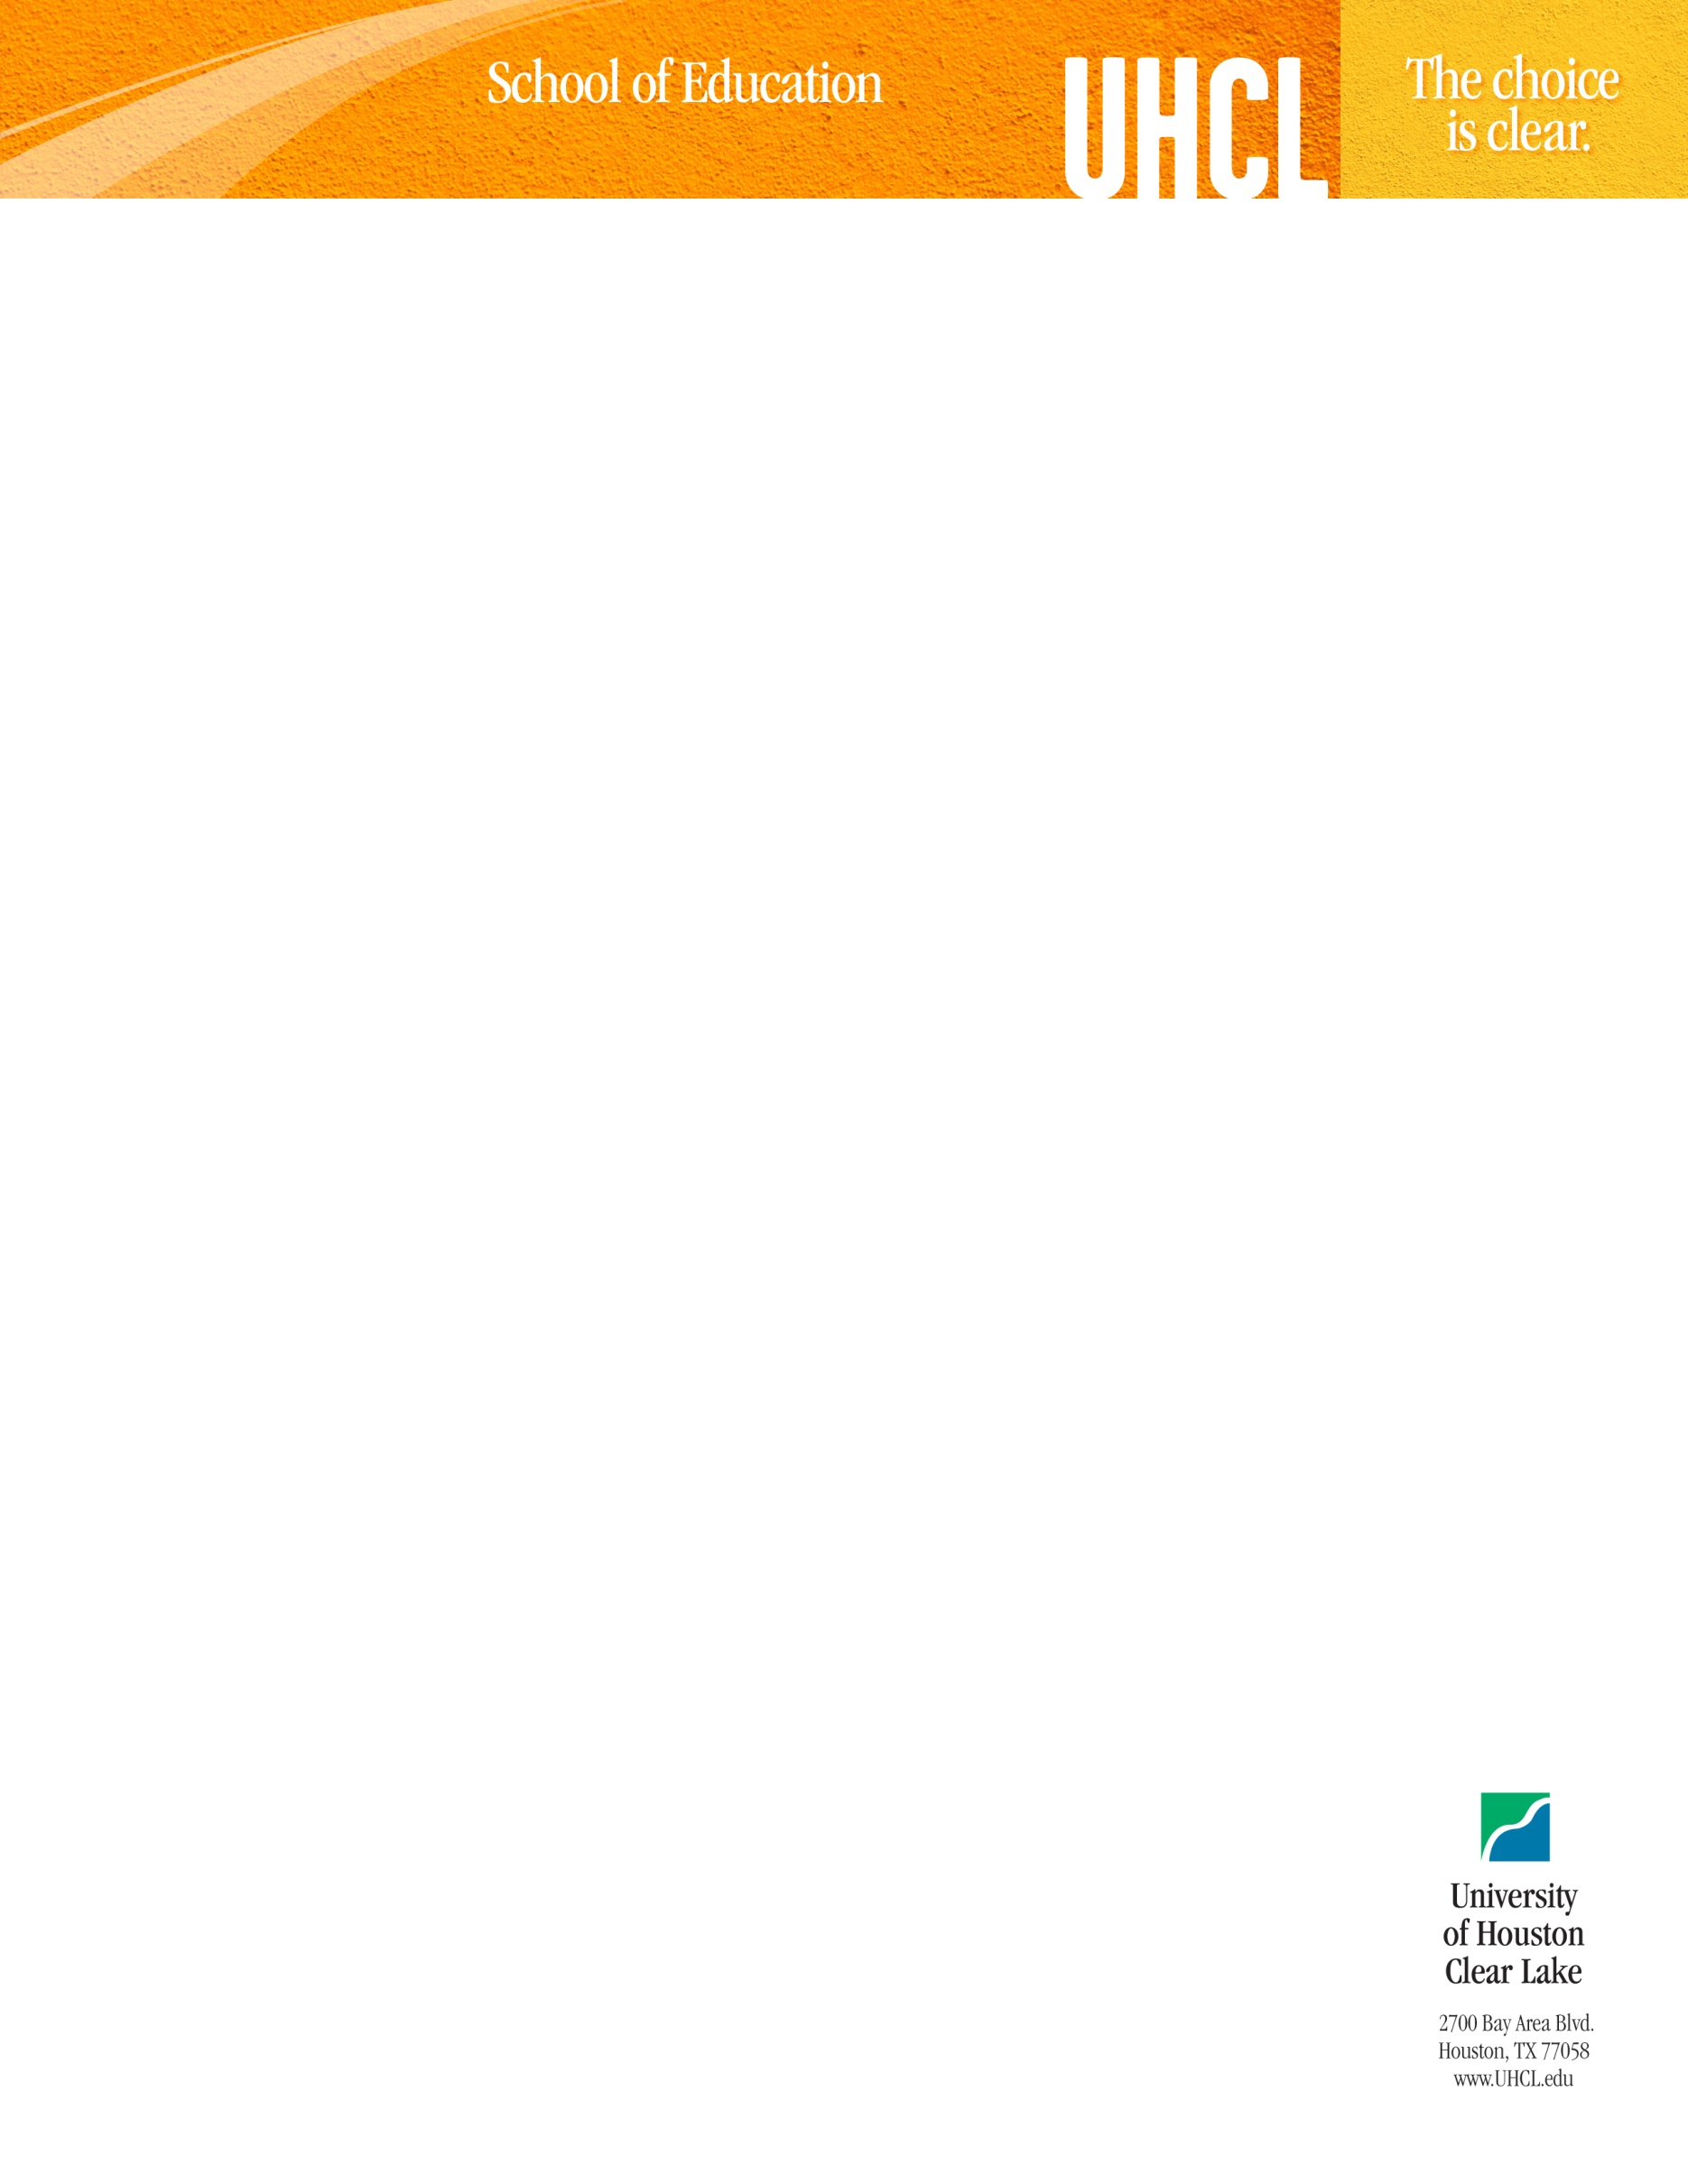 School of Education
UHCL
The choice
is clear.
University
of Houston
Clear Lake
2700 Bay Area Blvd.
Houston, TX 77058
www.UHCL.edu